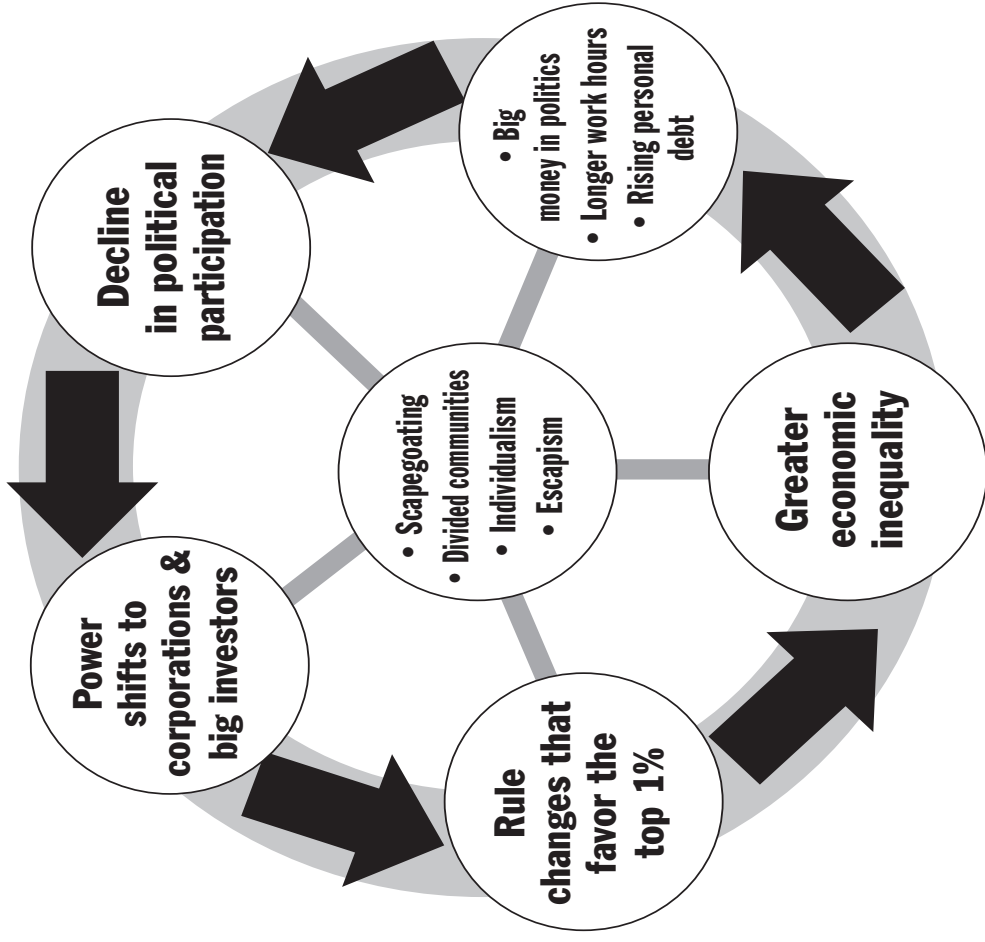 Power
shifts to
corporations &
big investors
Decline
in political
participation
• Big
money in politics
• Longer work hours
• Rising personal
debt
• Scapegoating
• Divided communities
• Individualism
• Escapism
Rule
changes that
favor the
top 1%
Greater
economic
inequality